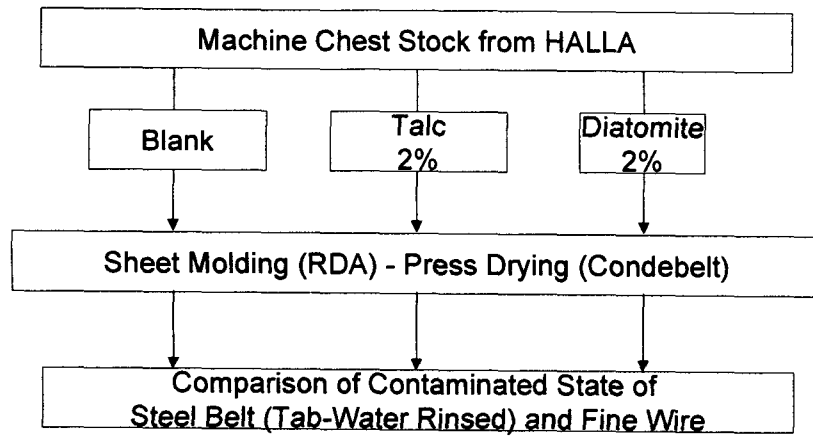 Machine Chest Stock from HALLA
Blank
Talc
2%
Diatomite
2%
Sheet Molding (RDA) - Press Drying (Condebelt)
Comparison of Contaminated State of
Steel Belt (Tab-Water Rinsed) and Fine Wire